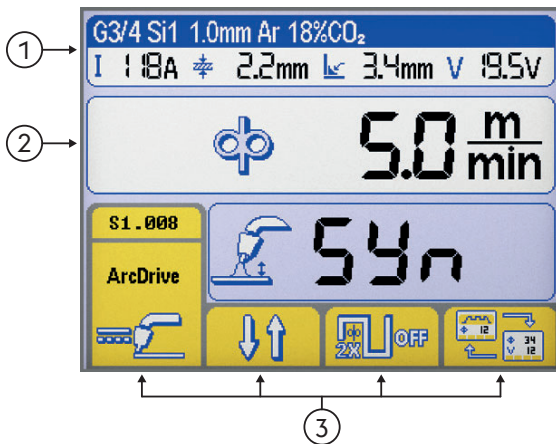 G3/4 Si1 1.0mm Ar 18%CO₂
I 118A 2.2mm 3.4mm V 19.5V
1
2
5.0 m/min
S1.008
ArcDrive
Syn
2X OFF
12
34
V 12
3